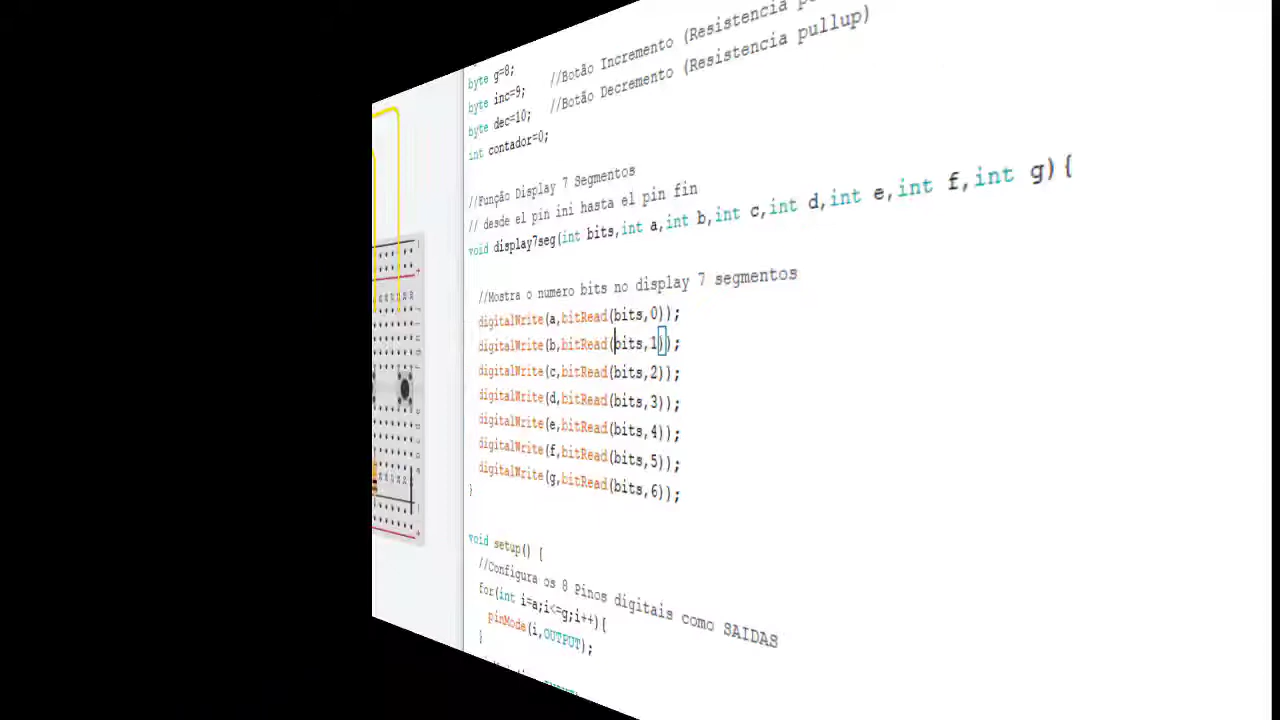 //Botão Incremento (Resistencia
byte g=8; //Botão Decremento (Resistencia pullup)
byte inc=9;
byte dec=10;
int contador=0;
//Função Display 7 Segmentos
// desde el pin ini hasta el pin fin
void display7seg(int bits,int a,int b,int c,int d,int e,int f,int g){
//Mostra o numero bits no display 7 segmentos
digitalWrite(a,bitRead(bits,0));
digitalWrite(b,bitRead(bits,1));
digitalWrite(c,bitRead(bits,2));
digitalWrite(d,bitRead(bits,3));
digitalWrite(e,bitRead(bits,4));
digitalWrite(f,bitRead(bits,5));
digitalWrite(g,bitRead(bits,6));
}
void setup() {
//Configura os 8 Pinos digitais como SAIDAS
for(int i=a;i<=g;i++){
pinMode(i,OUTPUT);
}